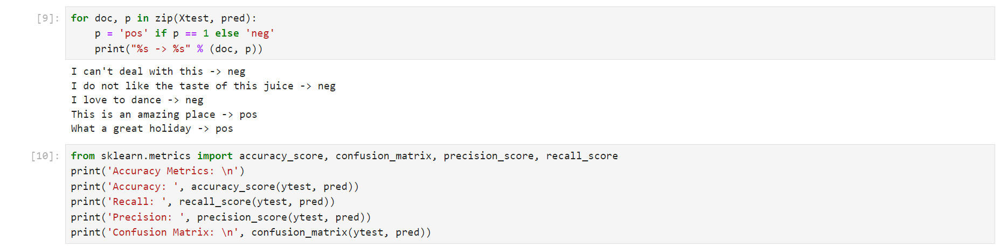 [9]: for doc, p in zip(Xtest, pred):
    p = 'pos' if p == 1 else 'neg'
    print("%s -> %s" % (doc, p))
I can't deal with this -> neg
I do not like the taste of this juice -> neg
I love to dance -> neg
This is an amazing place -> pos
What a great holiday -> pos
[10]: from sklearn.metrics import accuracy_score, confusion_matrix, precision_score, recall_score
print('Accuracy Metrics: \n')
print('Accuracy: ', accuracy_score(ytest, pred))
print('Recall: ', recall_score(ytest, pred))
print('Precision: ', precision_score(ytest, pred))
print('Confusion Matrix: \n', confusion_matrix(ytest, pred))